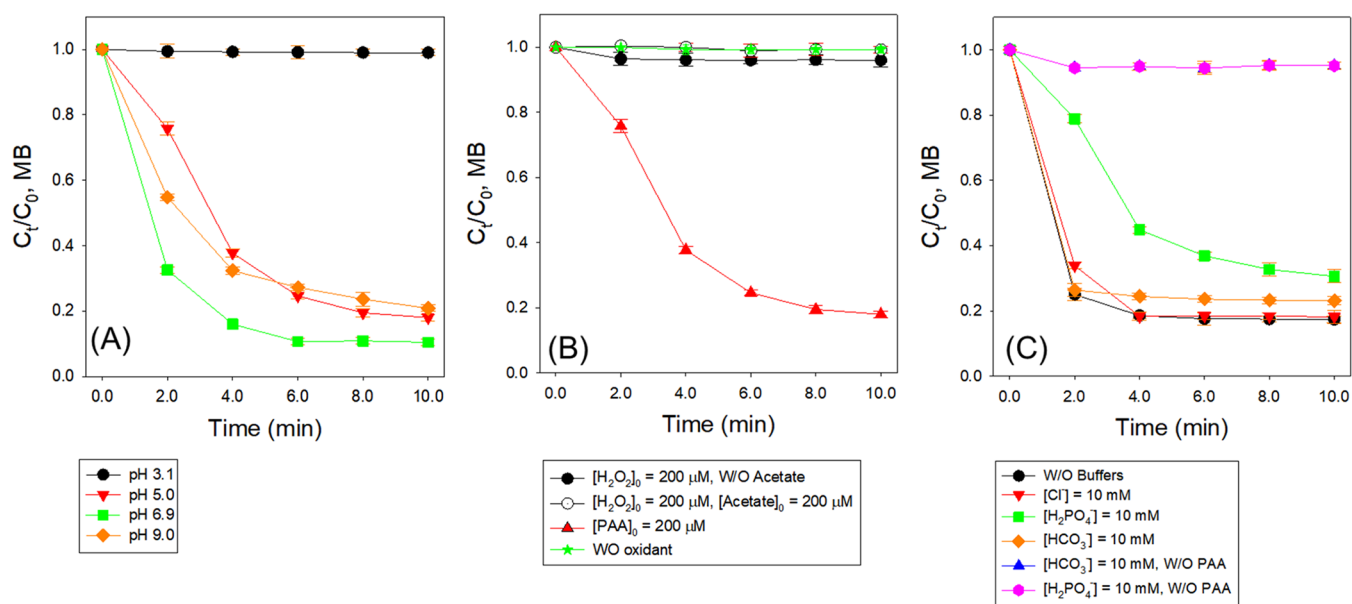 C_t/C_0, MB
1.0
0.8
0.6
0.4
0.2
0.0
(A)
0.0 2.0 4.0 6.0 8.0 10.0
Time (min)
pH 3.1
pH 5.0
pH 6.9
pH 9.0
C_t/C_0, MB
1.0
0.8
0.6
0.4
0.2
0.0
(B)
0.0 2.0 4.0 6.0 8.0 10.0
Time (min)
[H₂O₂]₀ = 200 μM, W/O Acetate
[H₂O₂]₀ = 200 μM, [Acetate]₀ = 200 μM
[PAA]₀ = 200 μM
WO oxidant
C_t/C_0, MB
1.0
0.8
0.6
0.4
0.2
0.0
(C)
0.0 2.0 4.0 6.0 8.0 10.0
Time (min)
W/O Buffers
[Cl⁻] = 10 mM
[H₂PO₄⁻] = 10 mM
[HCO₃⁻] = 10 mM
[HCO₃⁻] = 10 mM, W/O PAA
[H₂PO₄⁻] = 10 mM, W/O PAA